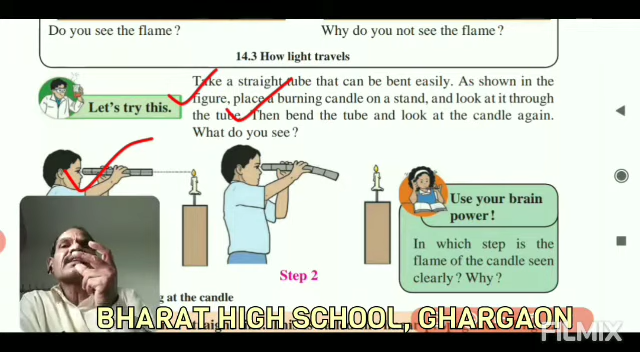 Do you see the flame?
Why do you not see the flame?
14.3 How light travels
Let's try this.
Take a straight tube that can be bent easily. As shown in the
figure, place a burning candle on a stand, and look at it through
the tube. Then bend the tube and look at the candle again.
What do you see?
Use your brain
power!
In which step is the
flame of the candle seen
clearly? Why?
Step 2
at the candle
BHARAT HIGH SCHOOL, GHARGAON
FILMIX